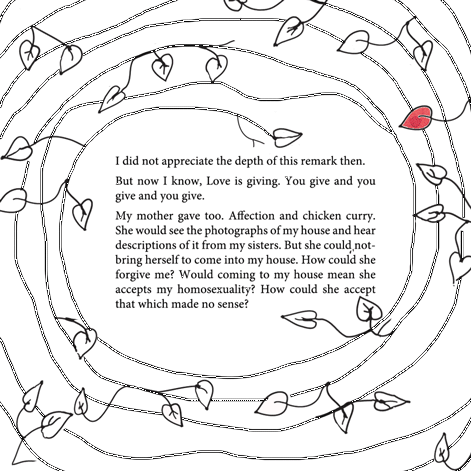 I did not appreciate the depth of this remark then.
But now I know, Love is giving. You give and you
give and you give.
My mother gave too. Affection and chicken curry.
She would see the photographs of my house and hear
descriptions of it from my sisters. But she could not-
bring herself to come into my house. How could she
forgive me? Would coming to my house mean she
accepts my homosexuality? How could she accept
that which made no sense?